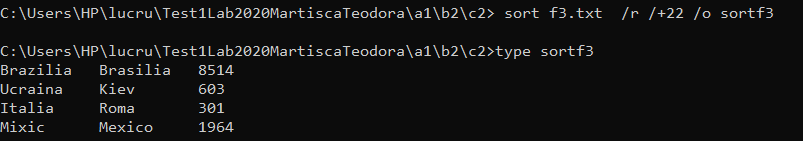 C:\Users\HP\lucru\Test1Lab2020MartiscaTeodora\a1\b2\c2> sort f3.txt  /r /+22 /o sortf3
C:\Users\HP\lucru\Test1Lab2020MartiscaTeodora\a1\b2\c2>type sortf3
Brazilia   Brasilia   8514
Ucraina    Kiev       603
Italia     Roma       301
Mixic      Mexico     1964